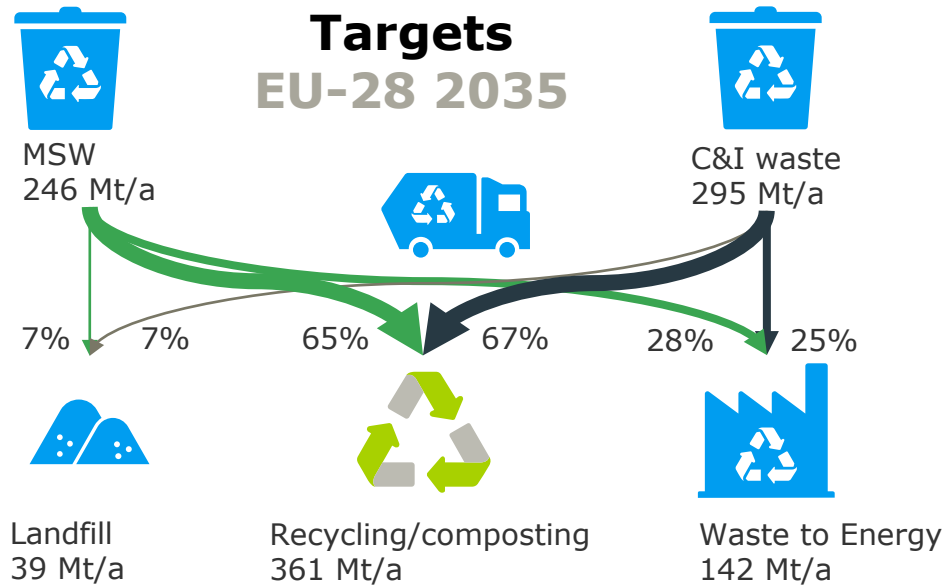 Targets
EU-28 2035
MSW
246 Mt/a
C&I waste
295 Mt/a
7%
7%
65%
67%
28%
25%
Landfill
39 Mt/a
Recycling/composting
361 Mt/a
Waste to Energy
142 Mt/a